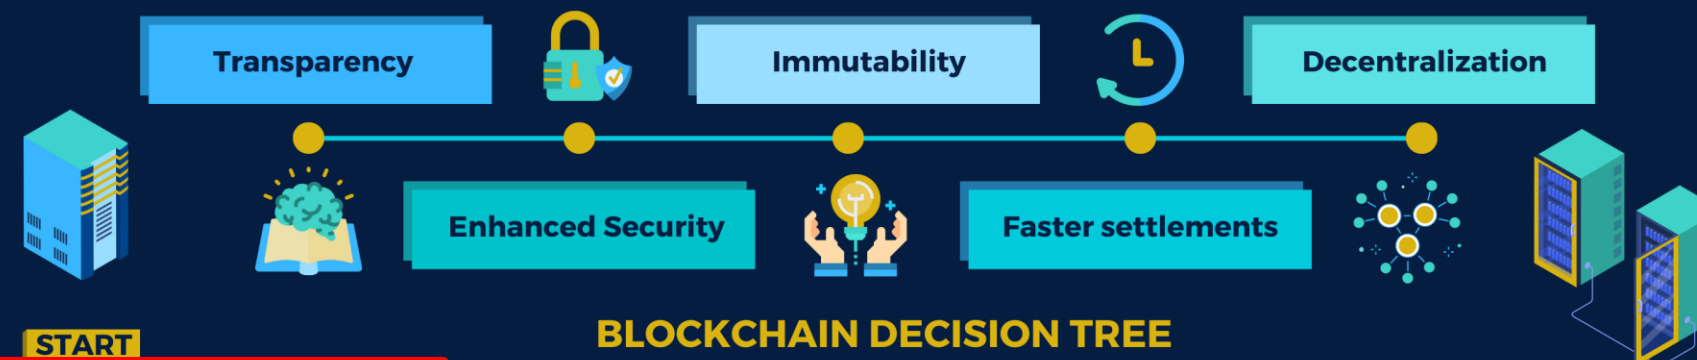 Transparency
Immutability
Decentralization
Enhanced Security
Faster settlements
BLOCKCHAIN DECISION TREE
START